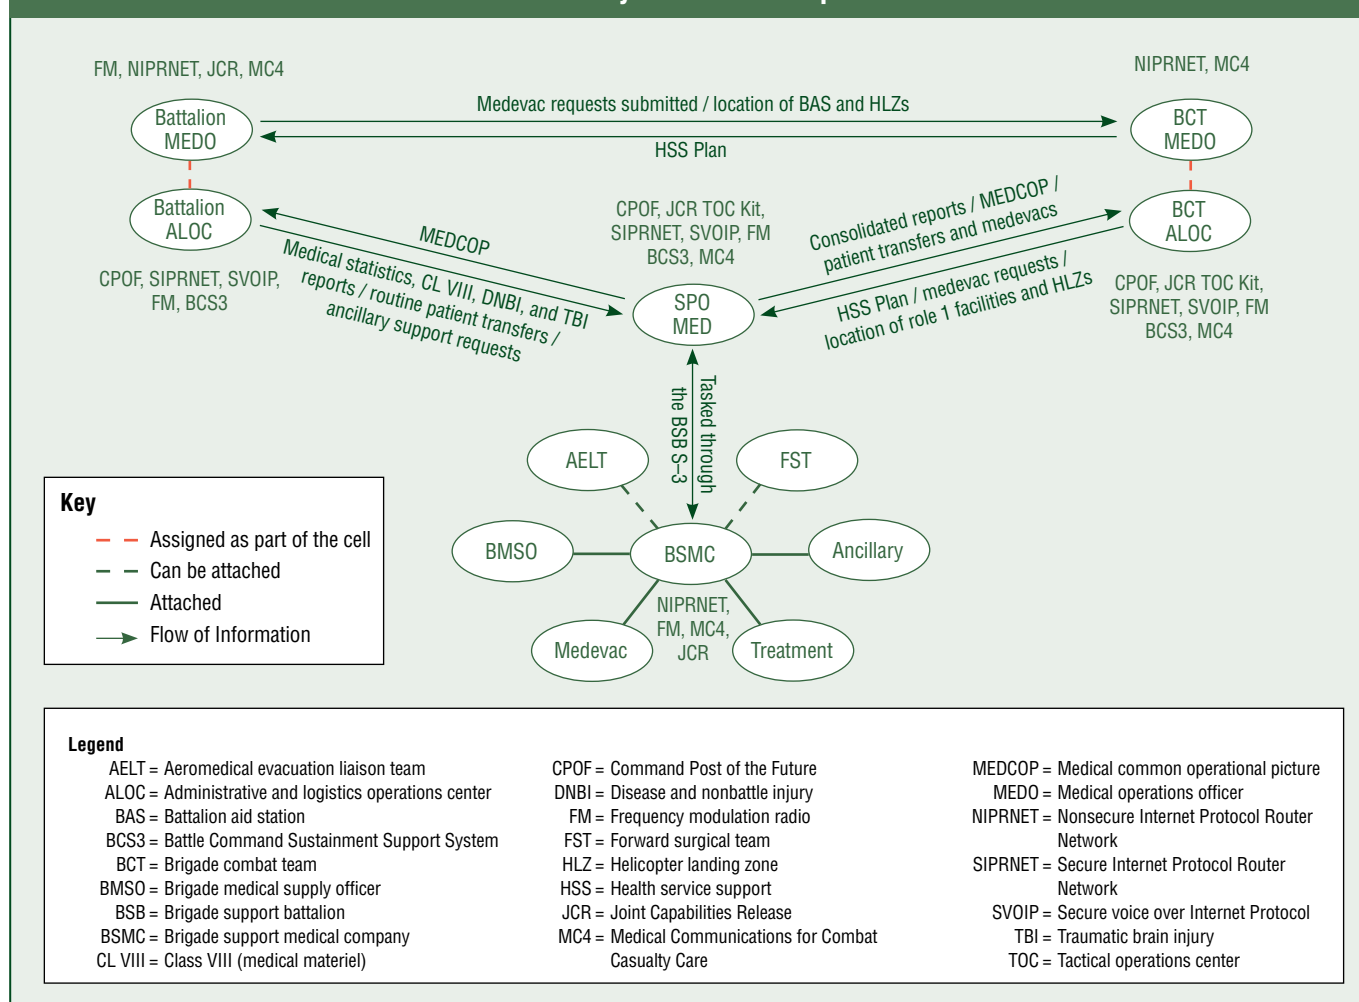 FM, NIPRNET, JCR, MC4
NIPRNET, MC4
Battalion
MEDO
Medevac requests submitted / location of BAS and HLZs
HSS Plan
BCT
MEDO
Battalion
ALOC
BCT
ALOC
CPOF, SIPRNET, SVOIP,
FM, BCS3
MEDCOP
Medical statistics, CL VIII, DNBI, and TBI
reports / routine patient transfers /
ancillary support requests
CPOF, JCR TOC Kit,
SIPRNET, SVOIP, FM
BCS3, MC4
SPO
MED
Consolidated reports / MEDCOP /
patient transfers and medevacs
HSS Plan / medevac requests /
location of role 1 facilities and HLZs
CPOF, JCR TOC Kit,
SIPRNET, SVOIP, FM
BCS3, MC4
Tasked through
the BSB S–3
AELT
FST
BMSO
BSMC
Ancillary
NIPRNET,
FM, MC4,
JCR
Medevac
Treatment
Key
Assigned as part of the cell
Can be attached
Attached
Flow of Information
Legend
AELT = Aeromedical evacuation liaison team
ALOC = Administrative and logistics operations center
BAS = Battalion aid station
BCS3 = Battle Command Sustainment Support System
BCT = Brigade combat team
BMSO = Brigade medical supply officer
BSB = Brigade support battalion
BSMC = Brigade support medical company
CL VIII = Class VIII (medical materiel)
CPOF = Command Post of the Future
DNBI = Disease and nonbattle injury
FM = Frequency modulation radio
FST = Forward surgical team
HLZ = Helicopter landing zone
HSS = Health service support
JCR = Joint Capabilities Release
MC4 = Medical Communications for Combat
Casualty Care
MEDCOP = Medical common operational picture
MEDO = Medical operations officer
NIPRNET = Nonsecure Internet Protocol Router
Network
SIPRNET = Secure Internet Protocol Router
Network
SVOIP = Secure voice over Internet Protocol
TBI = Traumatic brain injury
TOC = Tactical operations center